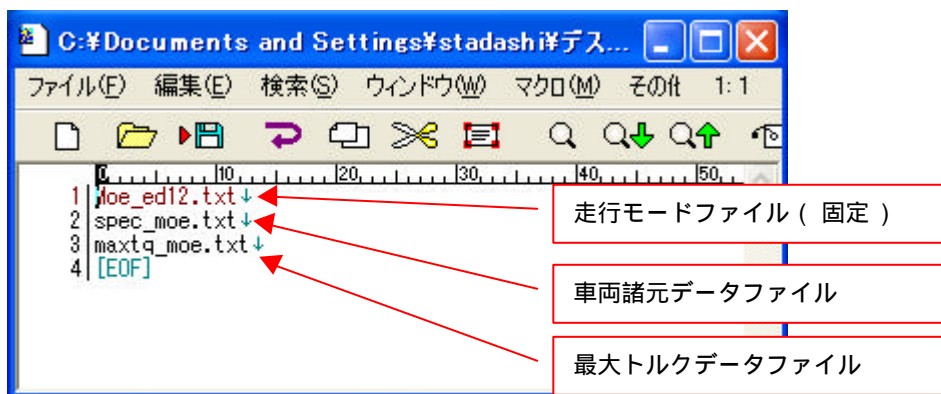 C:¥Documents and Settings¥stadashi¥デス...
ファイル(F) 編集(E) 検索(S) ウィンドウ(W) マクロ(M) その他 1: 1
0 10 20 30 40 50
1 Moe_ed12.txt↓
2 spec_moe.txt↓
3 maxtq_moe.txt↓
4 [EOF]
走行モードファイル ( 固定 )
車両諸元データファイル
最大トルクデータファイル